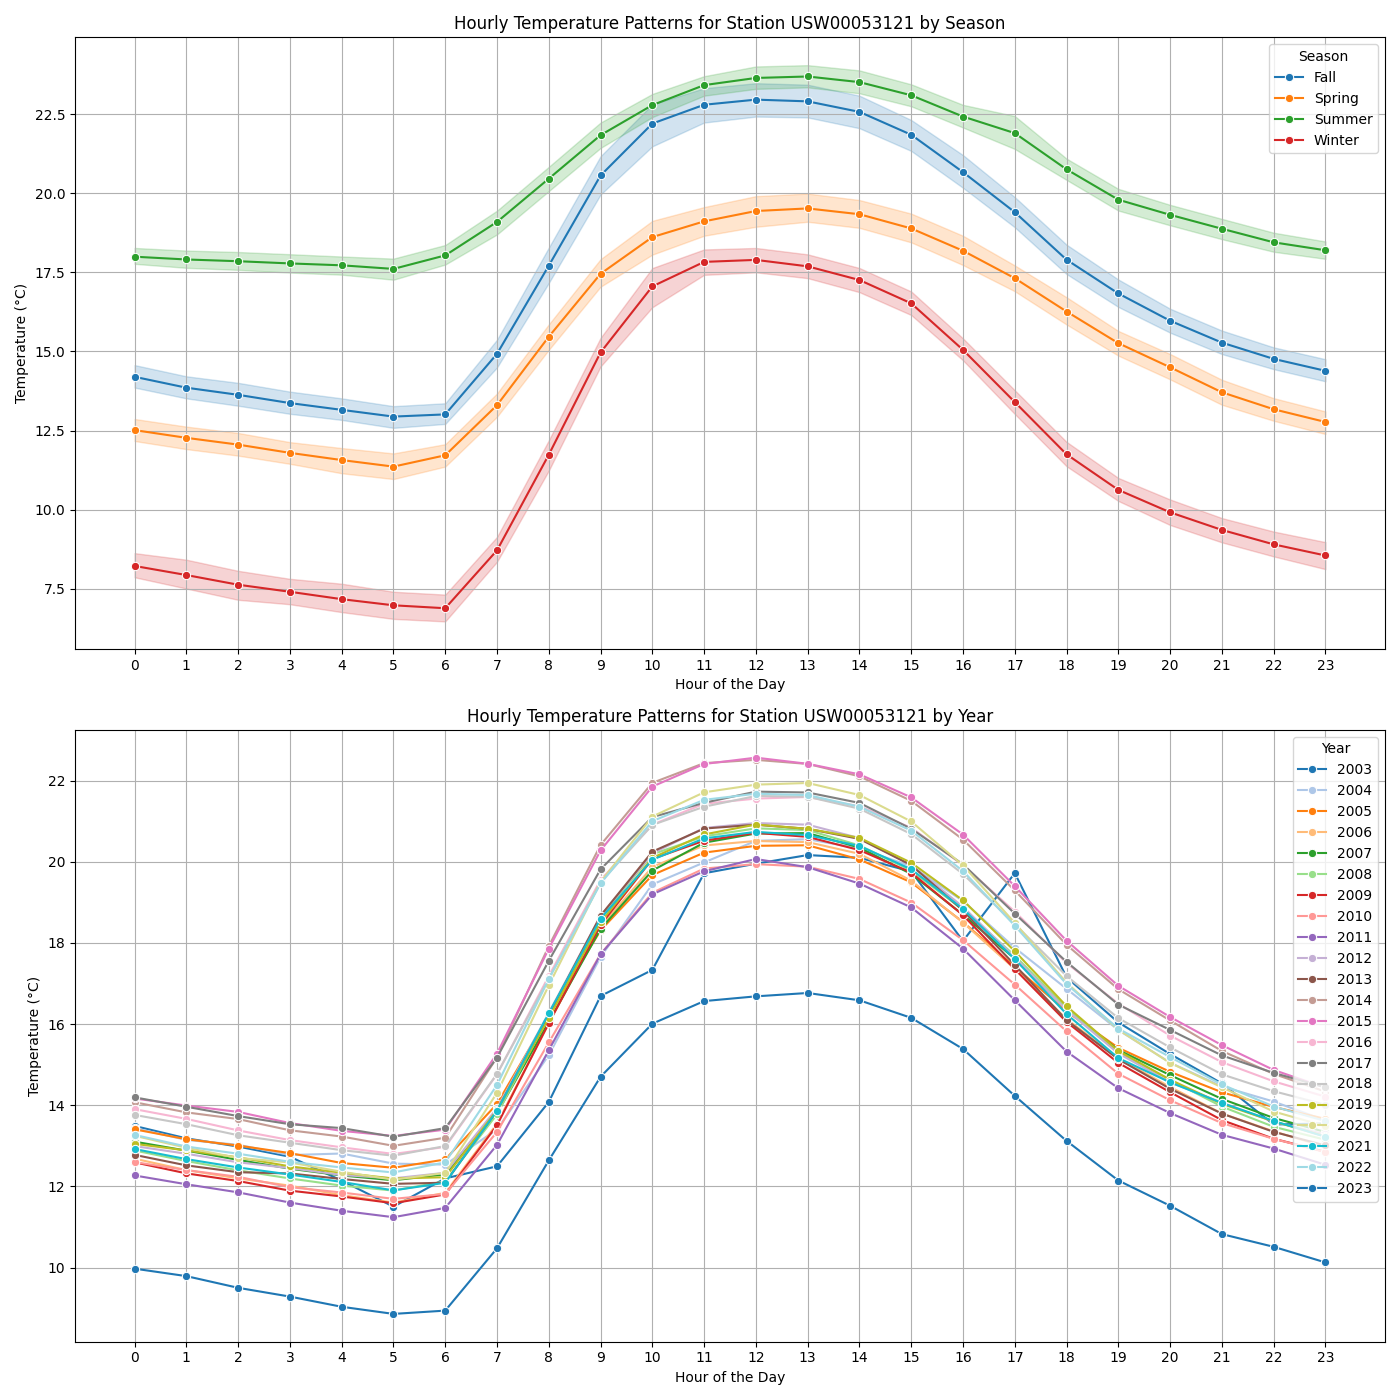 Hourly Temperature Patterns for Station USW00053121 by Season
Season
Fall
Spring
Summer
Winter
22.5
20.0
17.5
15.0
12.5
10.0
7.5
Temperature (°C)
0 1 2 3 4 5 6 7 8 9 10 11 12 13 14 15 16 17 18 19 20 21 22 23
Hour of the Day
Hourly Temperature Patterns for Station USW00053121 by Year
Year
2003
2004
2005
2006
2007
2008
2009
2010
2011
2012
2013
2014
2015
2016
2017
2018
2019
2020
2021
2022
2023
22
20
18
16
14
12
10
Temperature (°C)
0 1 2 3 4 5 6 7 8 9 10 11 12 13 14 15 16 17 18 19 20 21 22 23
Hour of the Day